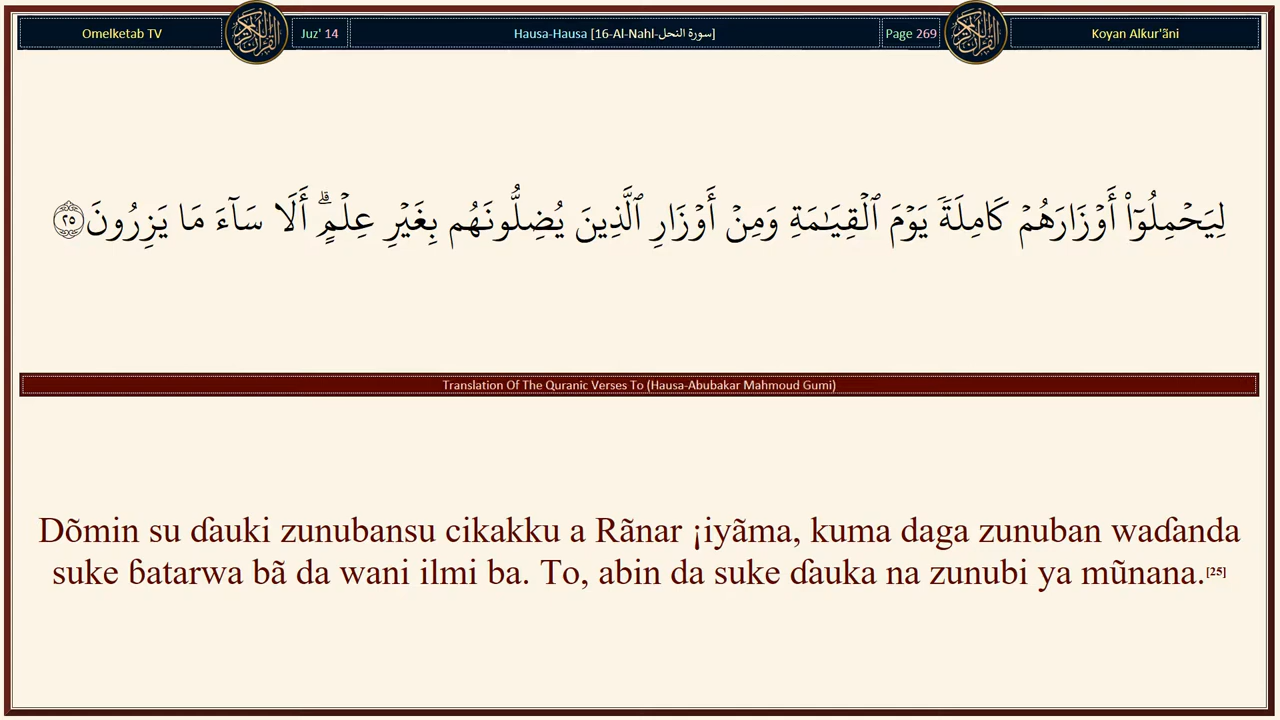 Omelketab TV
Juz' 14
Hausa-Hausa [16-Al-Nahl-سورة النحل]
Page 269
Koyan Alƙur'ãni
لِيَحۡمِلُوٓاْ أَوۡزَارَهُمۡ كَامِلَةٗ يَوۡمَ ٱلۡقِيَٰمَةِ وَمِنۡ أَوۡزَارِ ٱلَّذِينَ يُضِلُّونَهُم بِغَيۡرِ عِلۡمٍۗ أَلَا سَآءَ مَا يَزِرُونَ ٢٥
Translation Of The Quranic Verses To (Hausa-Abubakar Mahmoud Gumi)
Dõmin su ɗauki zunubansu cikakku a Rãnar ¡iyãma, kuma daga zunuban waɗanda
suke ɓatarwa bã da wani ilmi ba. To, abin da suke ɗauka na zunubi ya mũnana.[25]